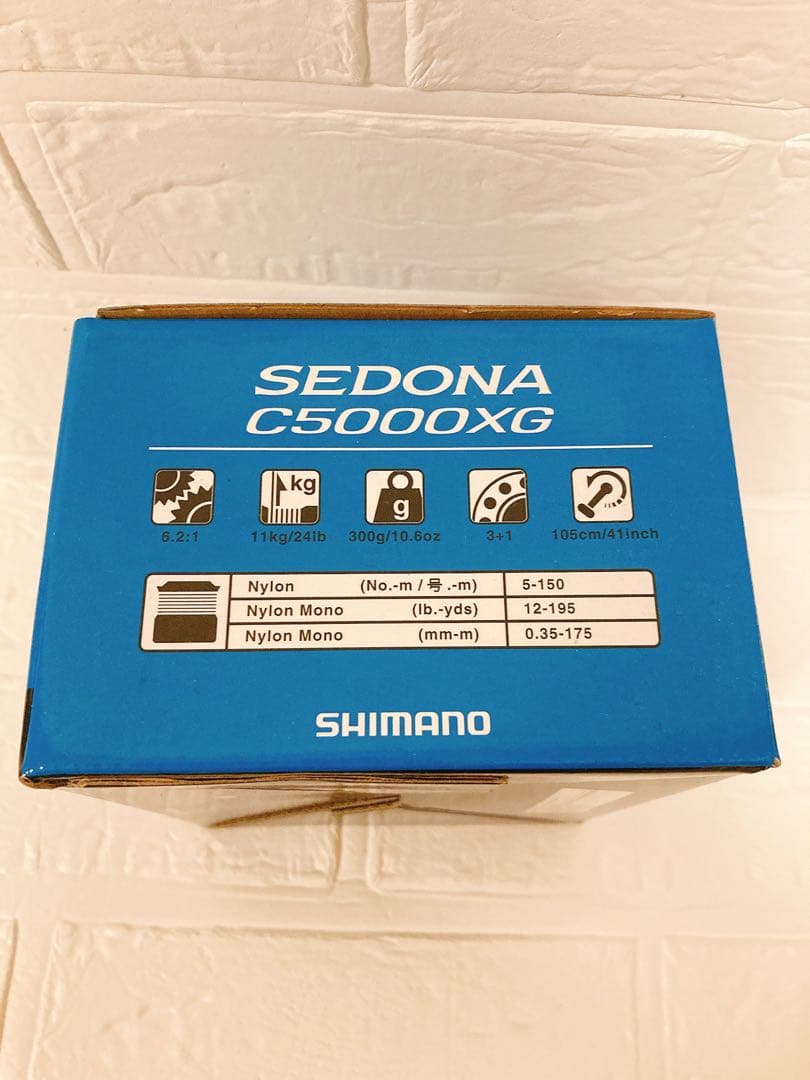 SEDONA
C5000XG
kg
g
6.2:1 11kg/24lb 300g/10.6oz 3+1 105cm/41inch
Nylon (No.-m / 号.-m) 5-150
Nylon Mono (lb.-yds) 12-195
Nylon Mono (mm-m) 0.35-175
SHIMANO